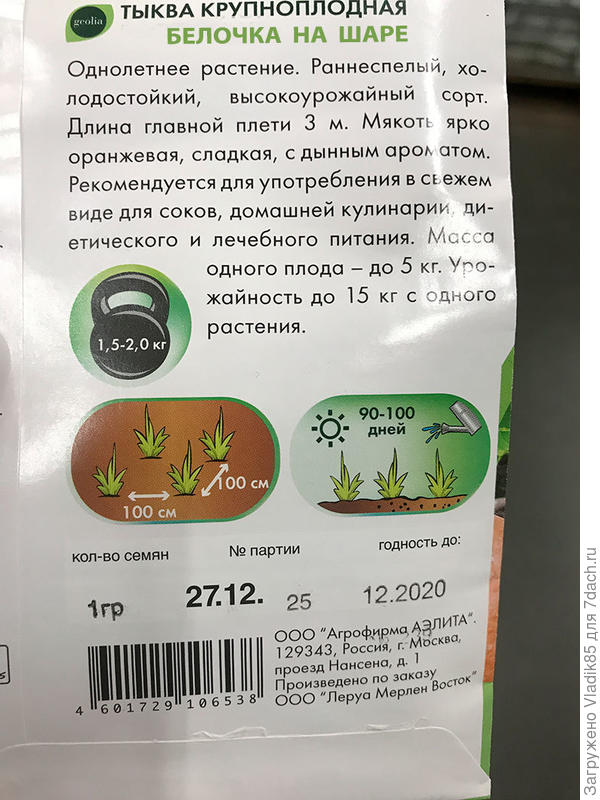 geolia
ТЫКВА КРУПНОПЛОДНАЯ
БЕЛОЧКА НА ШАРЕ
Однолетнее растение. Раннеспелый, хо-
лодостойкий, высокоурожайный сорт.
Длина главной плети 3 м. Мякоть ярко
оранжевая, сладкая, с дынным ароматом.
Рекомендуется для употребления в свежем
виде для соков, домашней кулинарии, ди-
етического и лечебного питания. Масса
одного плода – до 5 кг. Уро-
жайность до 15 кг с одного
растения.
1,5-2,0 кг
100 см
100 см
90-100
дней
кол-во семян
№ партии
годность до:
1гр
27.12.
25
12.2020
ООО "Агрофирма АЭЛИТА".
129343, Россия, г. Москва,
проезд Нансена, д. 1
Произведено по заказу
ООО "Леруа Мерлен Восток"
4 601729 106538
Загружено Vladik85 для 7dach.ru